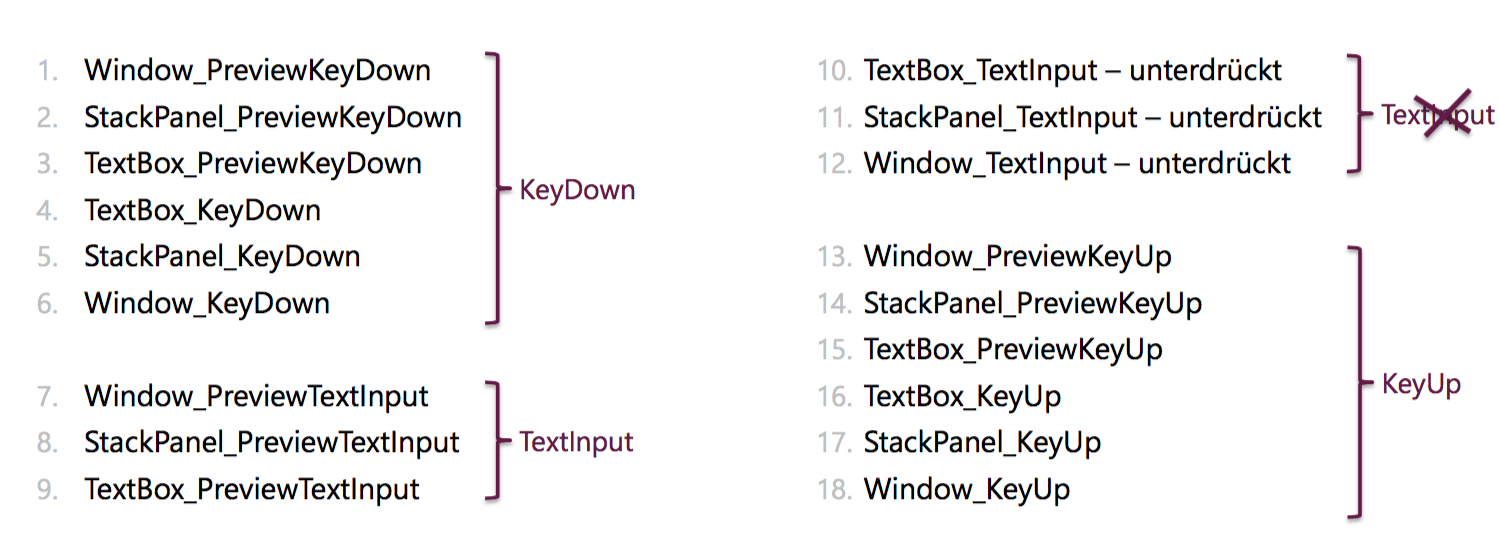 1. Window_PreviewKeyDown
2. StackPanel_PreviewKeyDown
3. TextBox_PreviewKeyDown
4. TextBox_KeyDown
5. StackPanel_KeyDown
6. Window_KeyDown
KeyDown
7. Window_PreviewTextInput
8. StackPanel_PreviewTextInput
9. TextBox_PreviewTextInput
TextInput
10. TextBox_TextInput – unterdrückt
11. StackPanel_TextInput – unterdrückt
12. Window_TextInput – unterdrückt
TextInput
13. Window_PreviewKeyUp
14. StackPanel_PreviewKeyUp
15. TextBox_PreviewKeyUp
16. TextBox_KeyUp
17. StackPanel_KeyUp
18. Window_KeyUp
KeyUp